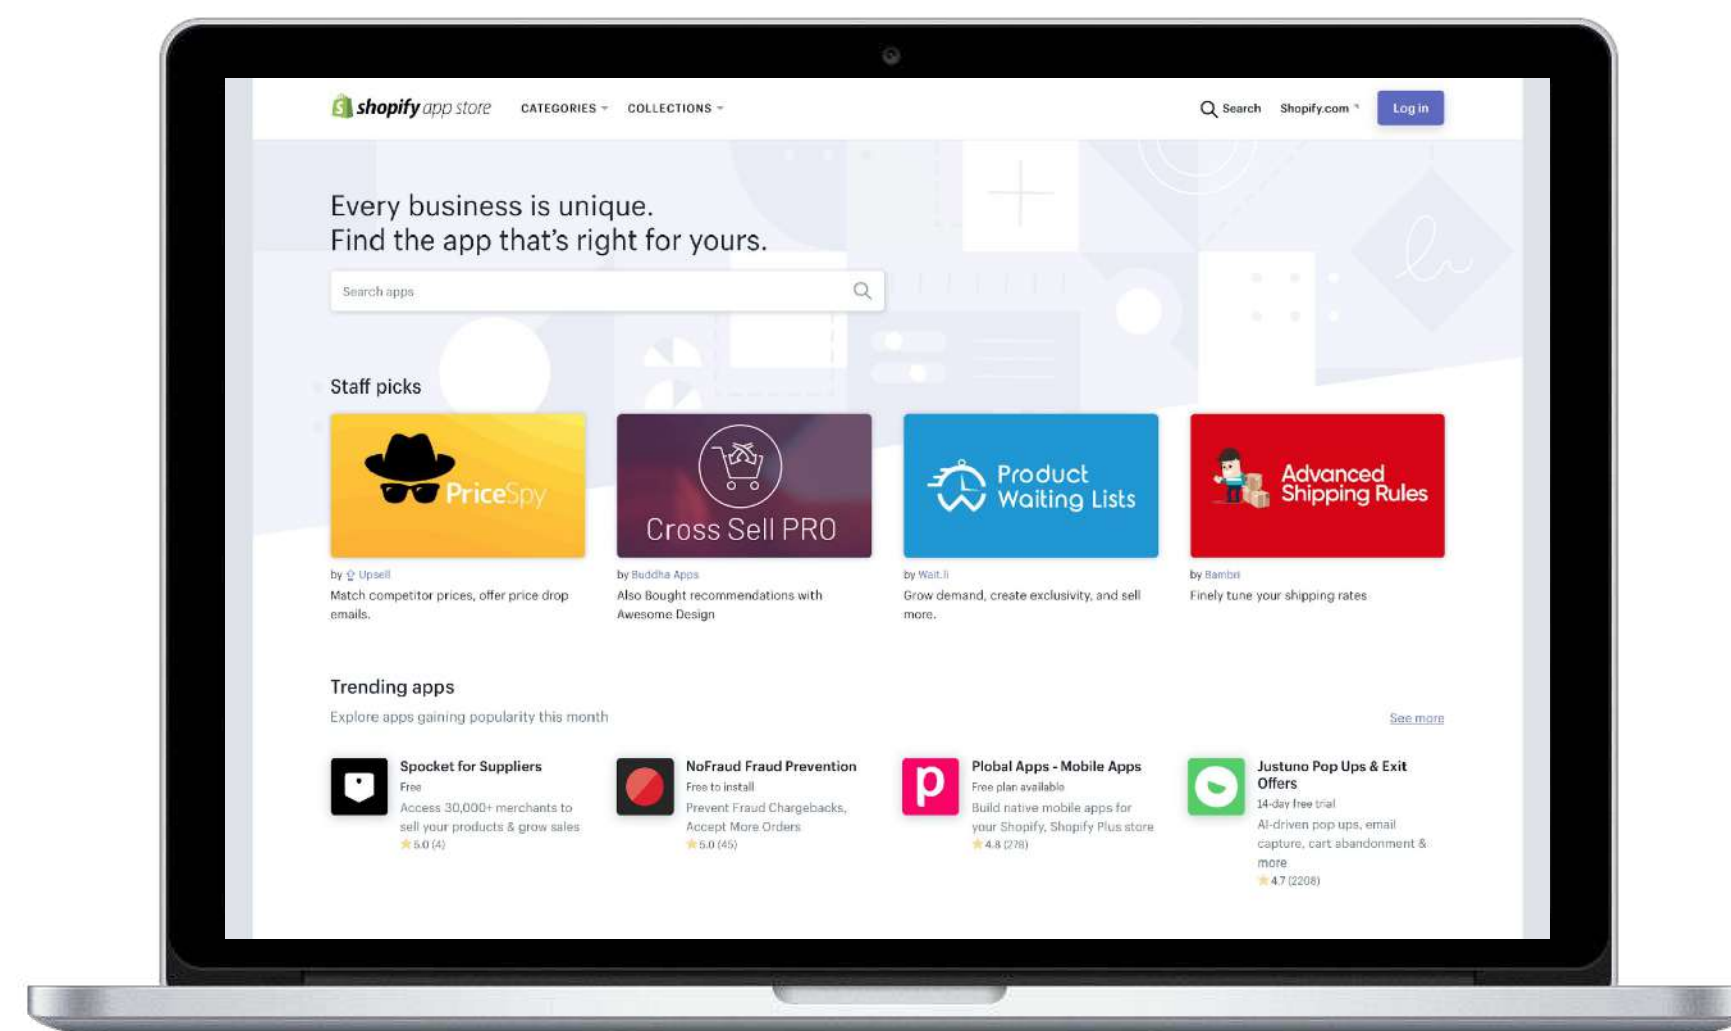 shopify app store CATEGORIES COLLECTIONS Search Shopify.com Log in
Every business is unique.
Find the app that's right for yours.
Search apps
Staff picks
PriceSpy
by Upsell
Match competitor prices, offer price drop
emails.
Cross Sell PRO
by Buddha Apps
Also Bought recommendations with
Awesome Design
Product
Waiting Lists
by Wait.li
Grow demand, create exclusivity, and sell
more.
Advanced
Shipping Rules
by Bambri
Finely tune your shipping rates
Trending apps
Explore apps gaining popularity this month
See more
Spocket for Suppliers
Free
Access 30,000+ merchants to
sell your products & grow sales
5.0 (4)
NoFraud Fraud Prevention
Free to install
Prevent Fraud Chargebacks,
Accept More Orders
5.0 (45)
p
Plobal Apps - Mobile Apps
Free plan available
Build native mobile apps for
your Shopify, Shopify Plus store
4.8 (278)
Justuno Pop Ups & Exit
Offers
14-day free trial
AI-driven pop ups, email
capture, cart abandonment &
more
4.7 (2208)